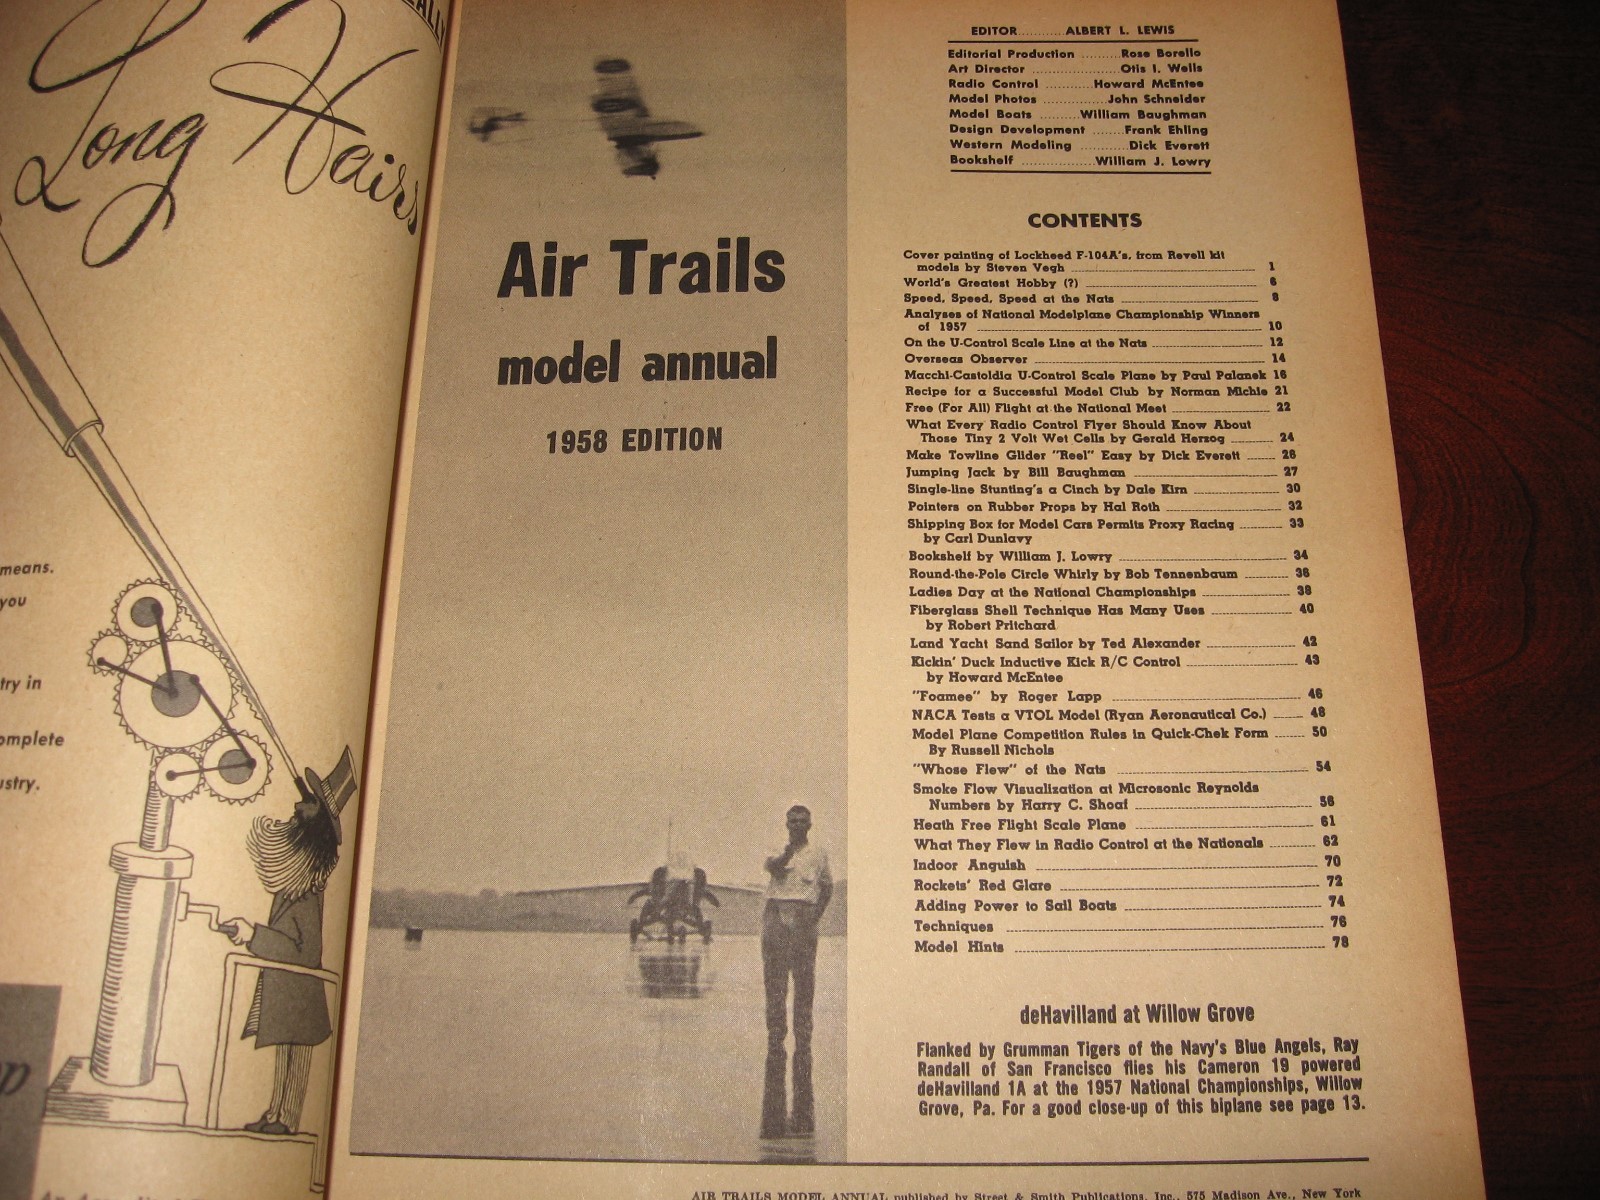 Long Hairs
means.
you
try in
omplete
ustry.
Air Trails
model annual
1958 EDITION
EDITOR ........... ALBERT L. LEWIS
Editorial Production .......... Rose Borello
Art Director .................... Otis I. Wells
Radio Control ............ Howard McEntee
Model Photos ................ John Schneider
Model Boats ............ William Baughman
Design Development ........ Frank Ehling
Western Modeling ............ Dick Everett
Bookshelf .................. William J. Lowry
CONTENTS
Cover painting of Lockheed F-104A's, from Revell kit
models by Steven Vegh 1
World's Greatest Hobby (?) 6
Speed, Speed, Speed at the Nats 8
Analyses of National Modelplane Championship Winners
of 1957 10
On the U-Control Scale Line at the Nats 12
Overseas Observer 14
Macchi-Castoldia U-Control Scale Plane by Paul Palanek 16
Recipe for a Successful Model Club by Norman Michie 21
Free (For All) Flight at the National Meet 22
What Every Radio Control Flyer Should Know About
Those Tiny 2 Volt Wet Cells by Gerald Herzog 24
Make Towline Glider "Reel" Easy by Dick Everett 26
Jumping Jack by Bill Baughman 27
Single-line Stunting's a Cinch by Dale Kirn 30
Pointers on Rubber Props by Hal Roth 32
Shipping Box for Model Cars Permits Proxy Racing 33
by Carl Dunlavy
Bookshelf by William J. Lowry 34
Round-the-Pole Circle Whirly by Bob Tennenbaum 36
Ladies Day at the National Championships 38
Fiberglass Shell Technique Has Many Uses 40
by Robert Pritchard
Land Yacht Sand Sailor by Ted Alexander 42
Kickin' Duck Inductive Kick R/C Control 43
by Howard McEntee
"Foamee" by Roger Lapp 46
NACA Tests a VTOL Model (Ryan Aeronautical Co.) 48
Model Plane Competition Rules in Quick-Chek Form 50
By Russell Nichols
"Whose Flew" of the Nats 54
Smoke Flow Visualization at Microsonic Reynolds
Numbers by Harry C. Shoaf 56
Heath Free Flight Scale Plane 61
What They Flew in Radio Control at the Nationals 62
Indoor Anguish 70
Rockets' Red Glare 72
Adding Power to Sail Boats 74
Techniques 76
Model Hints 78
deHavilland at Willow Grove
Flanked by Grumman Tigers of the Navy's Blue Angels, Ray
Randall of San Francisco flies his Cameron 19 powered
deHavilland 1A at the 1957 National Championships, Willow
Grove, Pa. For a good close-up of this biplane see page 13.
AIR TRAILS MODEL ANNUAL published by Street & Smith Publications, Inc., 575 Madison Ave., New York